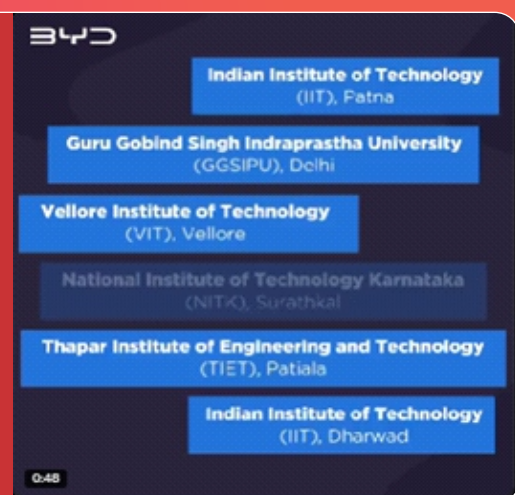 BYD
Indian Institute of Technology
(IIT), Patna
Guru Gobind Singh Indraprastha University
(GGSIPU), Delhi
Vellore Institute of Technology
(VIT), Vellore
National Institute of Technology Karnataka
(NITK), Surathkal
Thapar Institute of Engineering and Technology
(TIET), Patiala
Indian Institute of Technology
(IIT), Dharwad
0:48